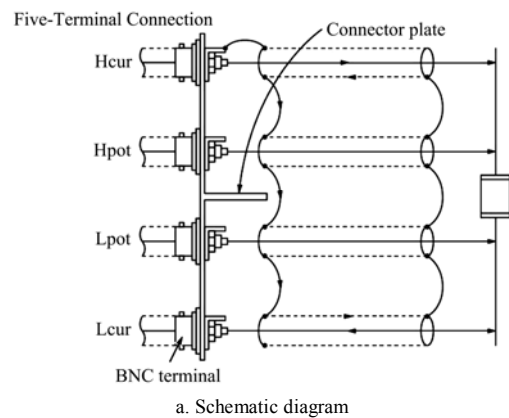 Five-Terminal Connection
Connector plate
Hcur
Hpot
Lpot
Lcur
BNC terminal
a. Schematic diagram